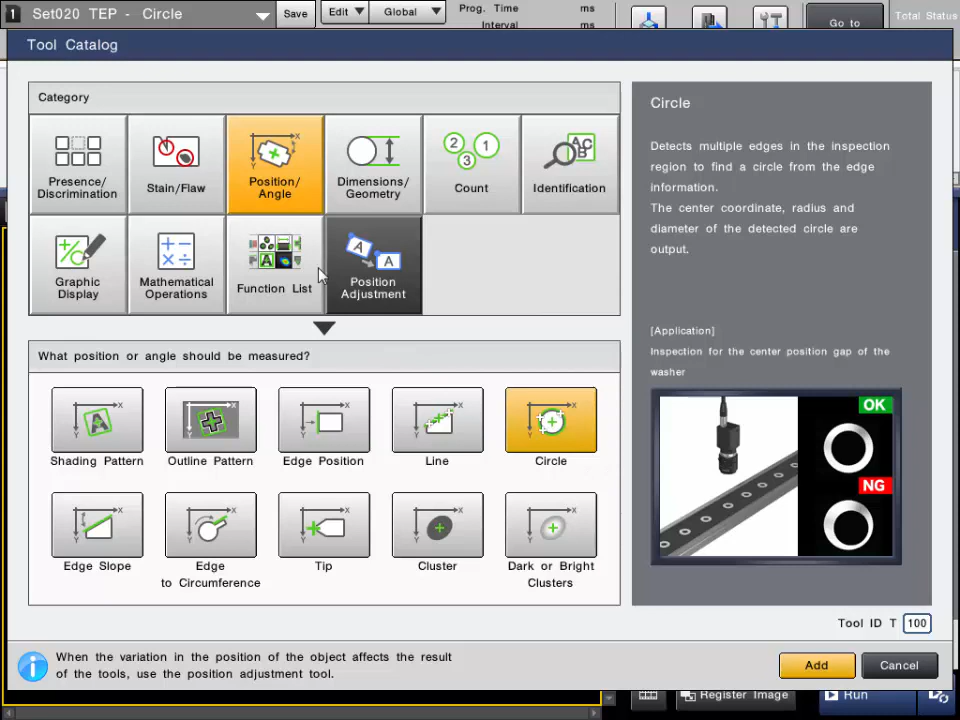 1 Set020 TEP - Circle Save Edit Global Prog. Time ms
Interval ms
Go to Total Status
Tool Catalog
Category
Presence/
Discrimination
Stain/Flaw
Position/
Angle
Dimensions/
Geometry
Count
Identification
Graphic
Display
Mathematical
Operations
Function List
Position
Adjustment
What position or angle should be measured?
Shading Pattern
Outline Pattern
Edge Position
Line
Circle
Edge Slope
Edge
to Circumference
Tip
Cluster
Dark or Bright
Clusters
Circle
Detects multiple edges in the inspection
region to find a circle from the edge
information.
The center coordinate, radius and
diameter of the detected circle are
output.
[Application]
Inspection for the center position gap of the
washer
OK
NG
Tool ID T 100
When the variation in the position of the object affects the result
of the tools, use the position adjustment tool.
Add Cancel
Register Image Run